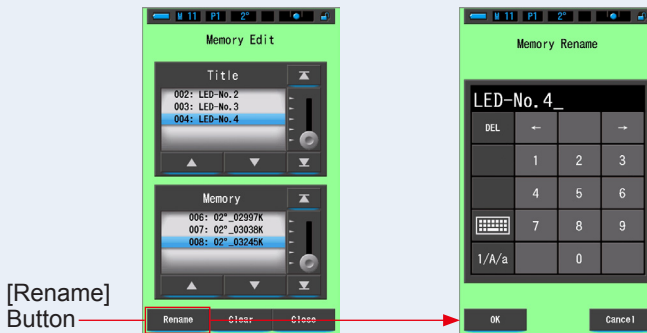 M 11 P1 2°
Memory Edit
Title
002: LED-No.2
003: LED-No.3
004: LED-No.4
Memory
006: 02°_02997K
007: 02°_03038K
008: 02°_03245K
Rename Clear Close
[Rename]
Button
M 11 P1 2°
Memory Rename
LED-No.4_
DEL ← →
1 2 3
4 5 6
7 8 9
1/A/a 0
OK Cancel